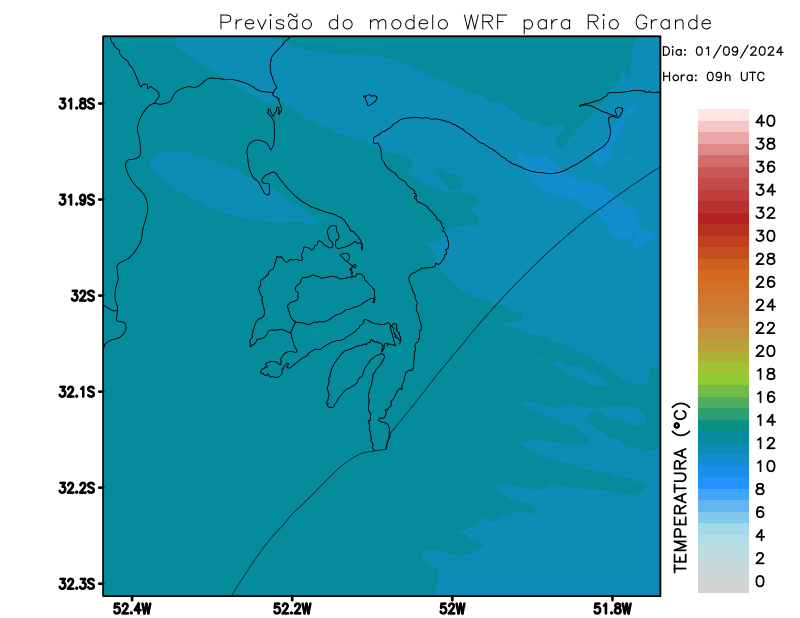 Previsão do modelo WRF para Rio Grande
Dia: 01/09/2024
Hora: 09h UTC
31.8S
31.9S
32S
32.1S
32.2S
32.3S
52.4W
52.2W
52W
51.8W
TEMPERATURA (°C)
40
38
36
34
32
30
28
26
24
22
20
18
16
14
12
10
8
6
4
2
0